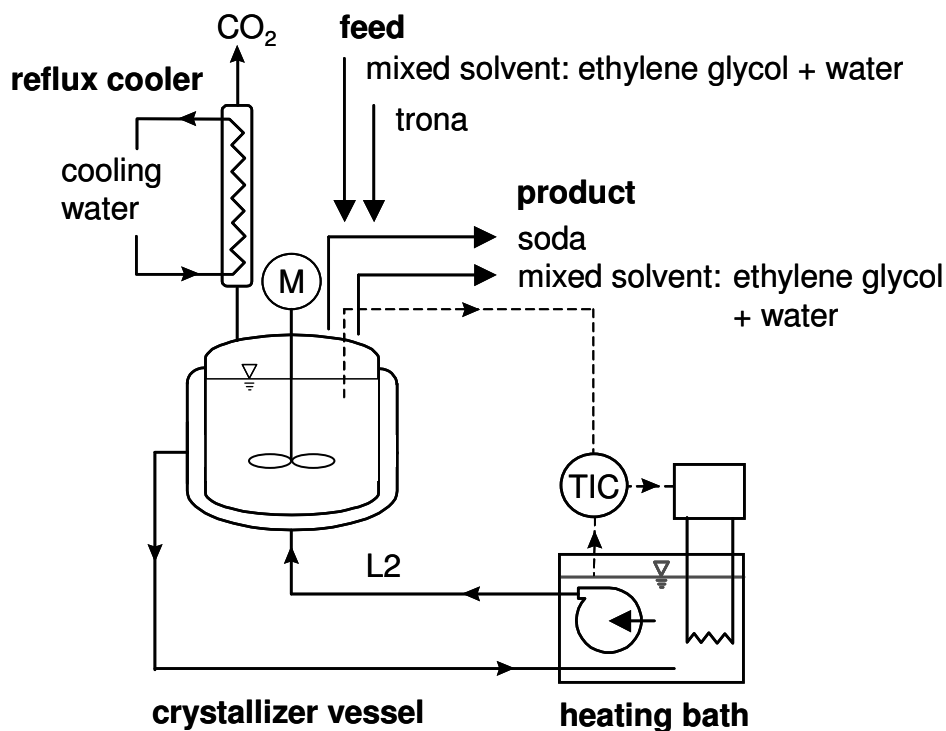 CO₂
feed
mixed solvent: ethylene glycol + water
reflux cooler
trona
cooling
water
product
soda
mixed solvent: ethylene glycol
+ water
M
TIC
L2
crystallizer vessel
heating bath